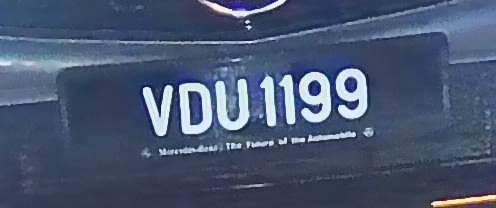 VDU 1199
Mercedes-Benz | The Future of the Automobile